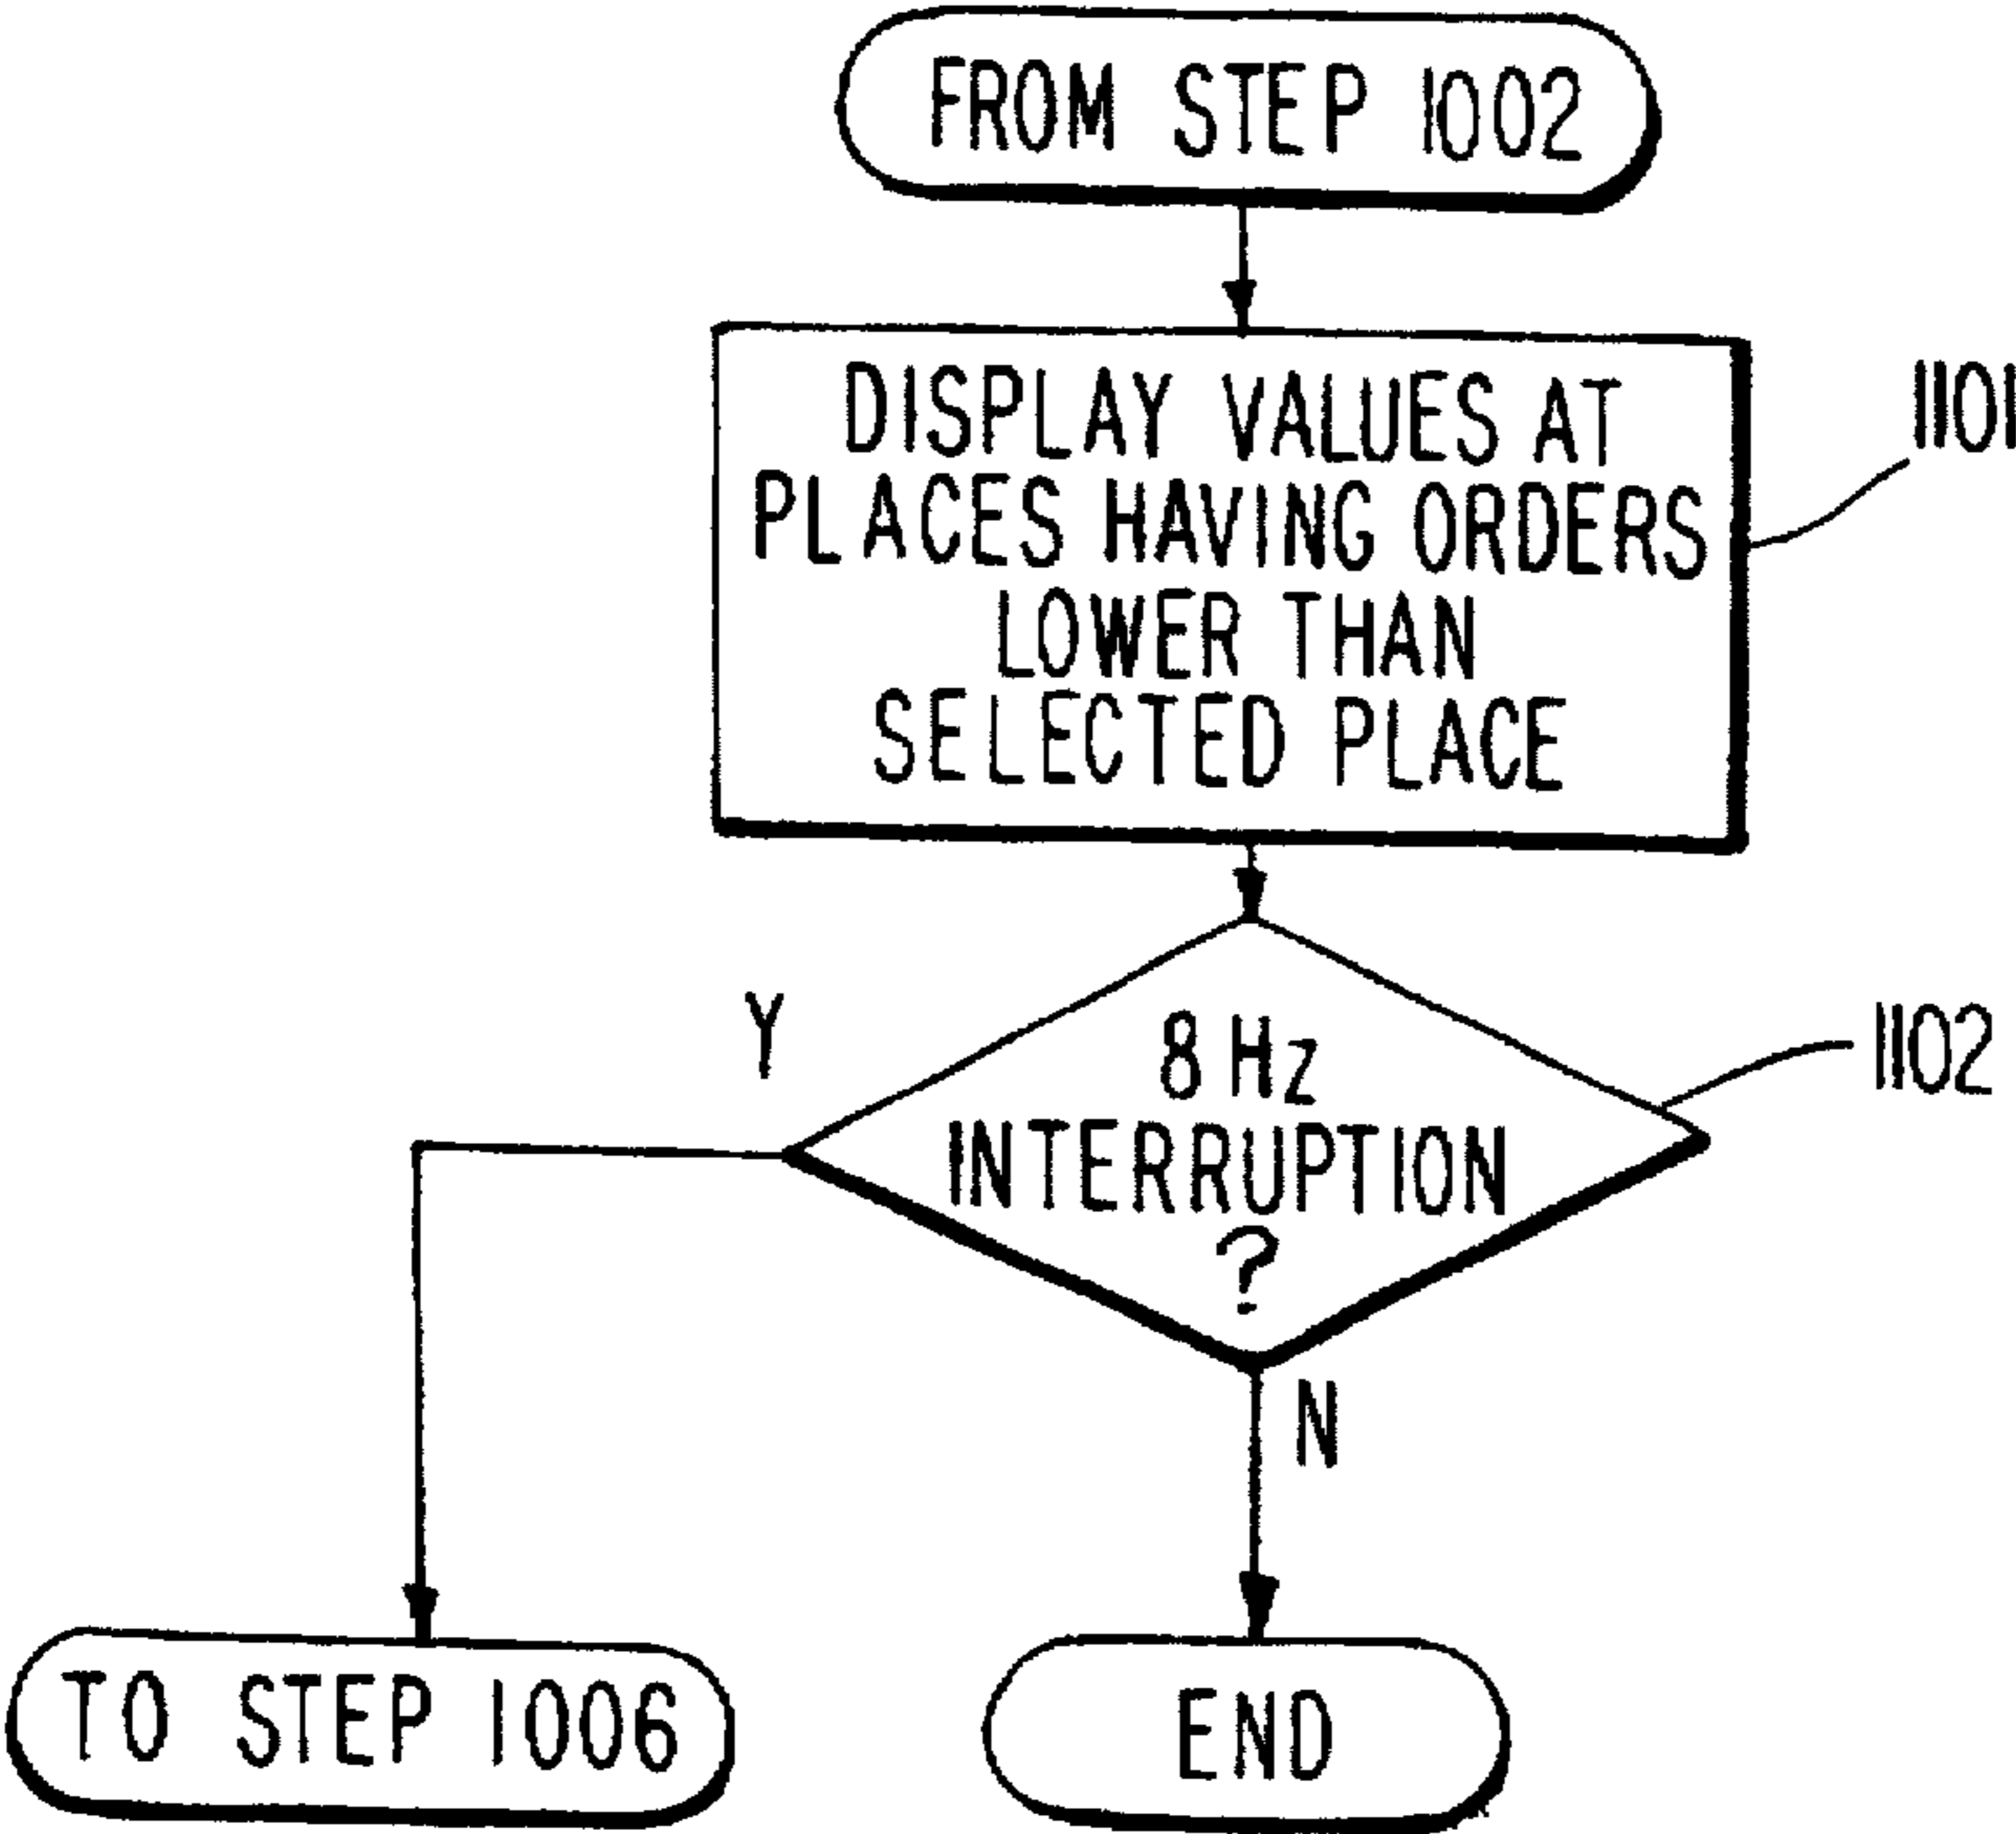 FROM STEP 1002
DISPLAY VALUES AT
PLACES HAVING ORDERS
LOWER THAN
SELECTED PLACE
1101
Y
8 Hz
INTERRUPTION
?
1102
N
TO STEP 1006
END